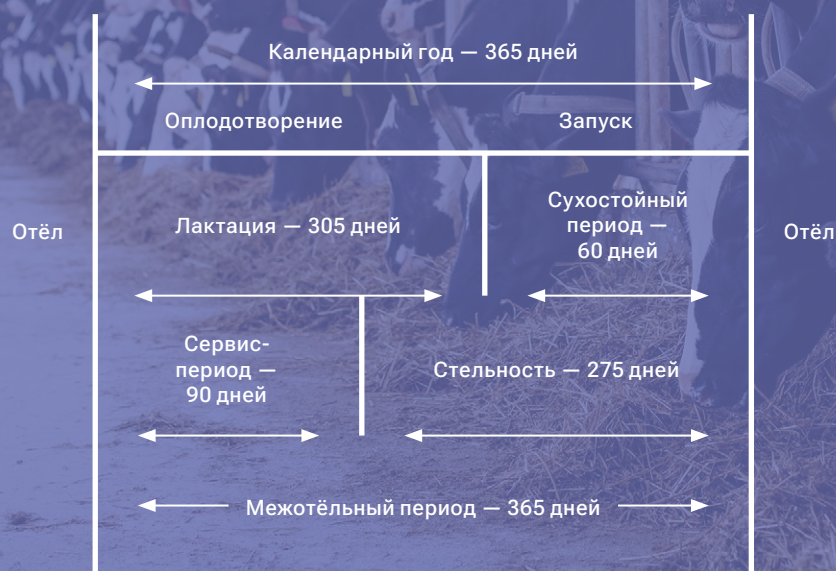 Календарный год — 365 дней
Оплодотворение
Запуск
Отёл
Лактация — 305 дней
Сухостойный
период —
60 дней
Отёл
Сервис-
период —
90 дней
Стельность — 275 дней
Межотёльный период — 365 дней